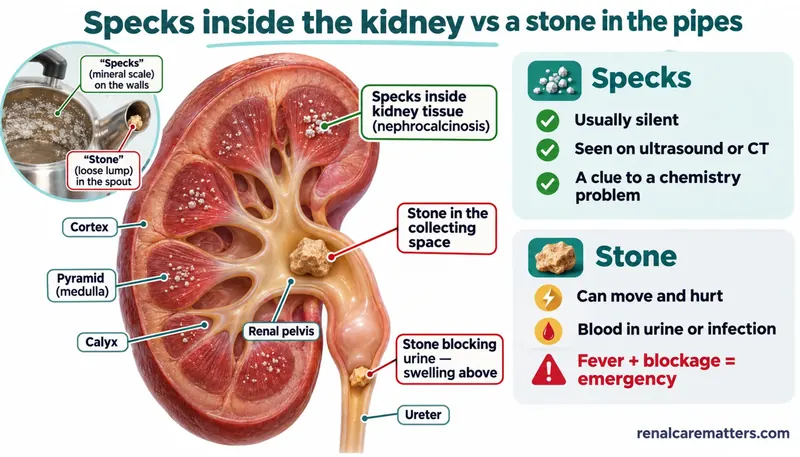 Specks inside the kidney vs a stone in the pipes
“Specks”
(mineral scale)
on the walls
“Stone”
(loose lump)
in the spout
Cortex
Pyramid
(medulla)
Calyx
Renal pelvis
Specks inside
kidney tissue
(nephrocalcinosis)
Stone in the
collecting
space
Stone blocking
urine —
swelling above
Ureter
Specks
Usually silent
Seen on ultrasound or CT
A clue to a chemistry
problem
Stone
Can move and hurt
Blood in urine or infection
Fever + blockage =
emergency
renalcarematters.com